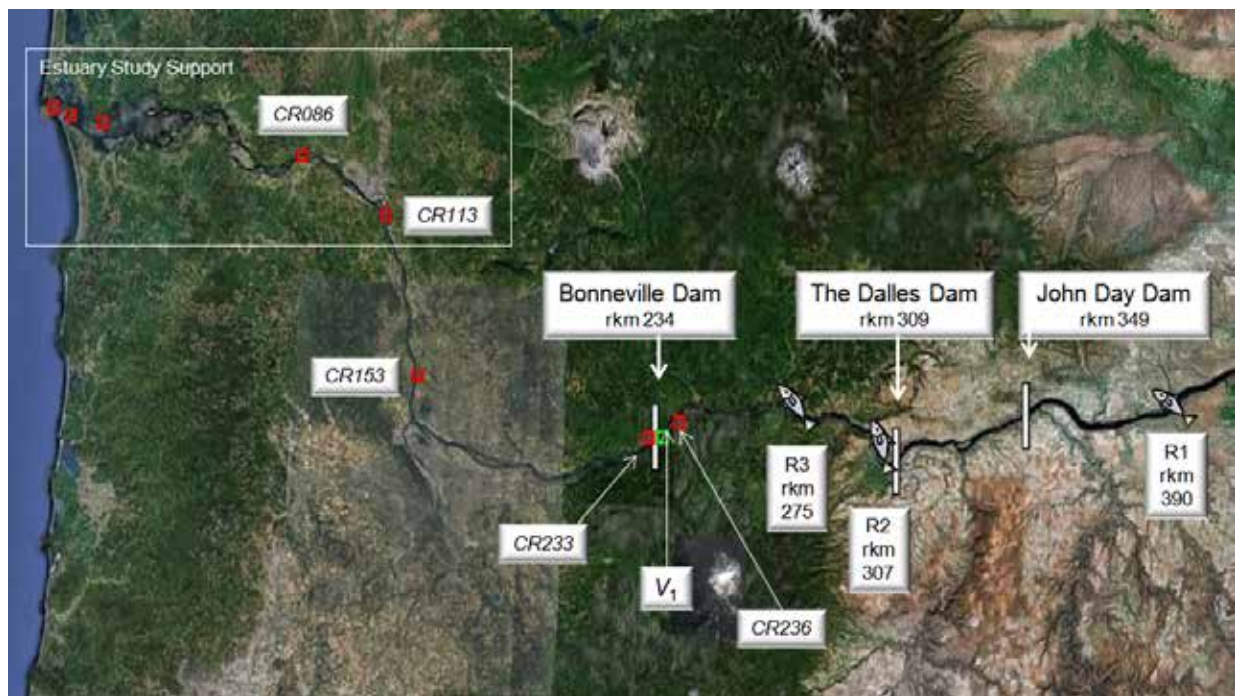 Estuary Study Support
CR086
CR113
Bonneville Dam
rkm 234
The Dalles Dam
rkm 309
John Day Dam
rkm 349
CR153
R3
rkm
275
R2
rkm
307
R1
rkm
390
CR233
V₁
CR236